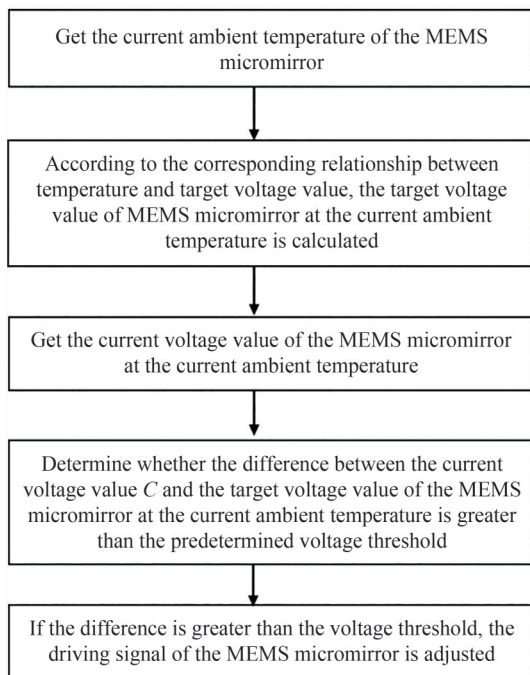 Get the current ambient temperature of the MEMS
micromirror
According to the corresponding relationship between
temperature and target voltage value, the target voltage
value of MEMS micromirror at the current ambient
temperature is calculated
Get the current voltage value of the MEMS micromirror
at the current ambient temperature
Determine whether the difference between the current
voltage value C and the target voltage value of the MEMS
micromirror at the current ambient temperature is greater
than the predetermined voltage threshold
If the difference is greater than the voltage threshold, the
driving signal of the MEMS micromirror is adjusted